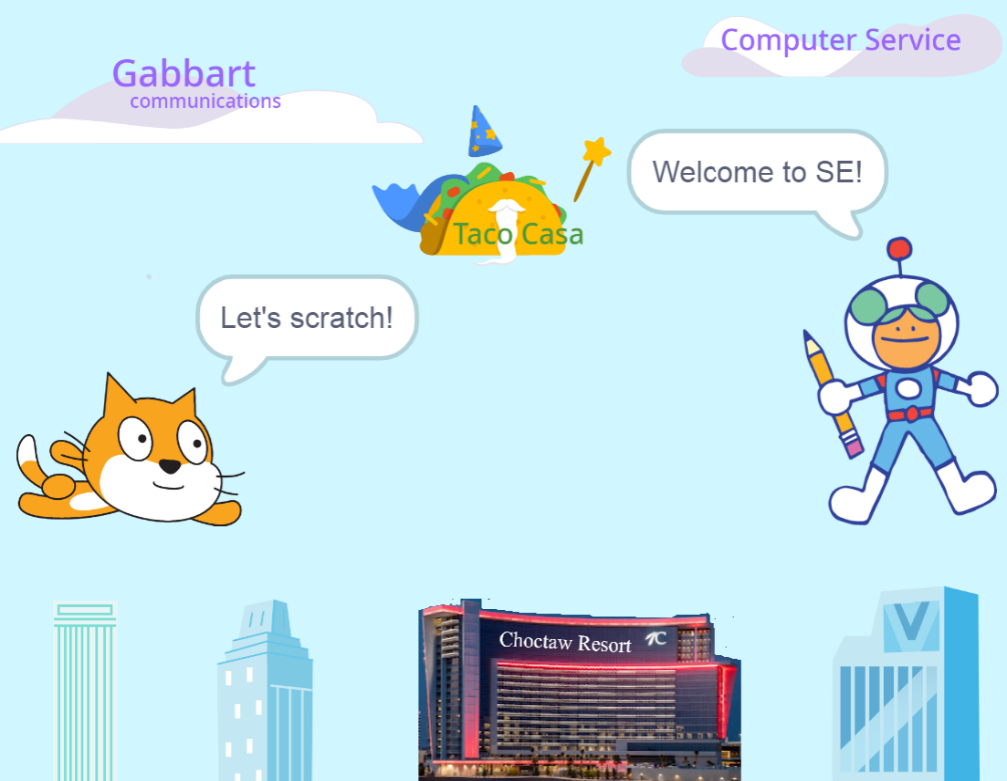 Computer Service
Gabbart
communications
Welcome to SE!
Taco Casa
Let's scratch!
Choctaw Resort
V